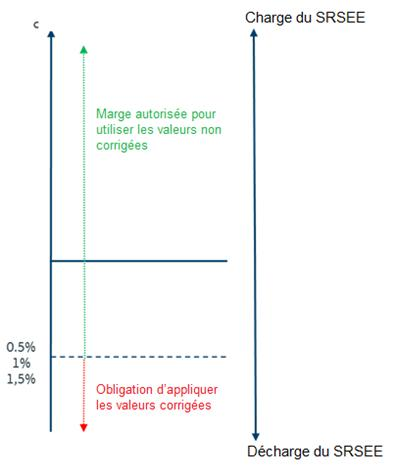 c
Charge du SRSEE
Marge autorisée pour
utiliser les valeurs non
corrigées
0.5%
1%
1,5%
Obligation d'appliquer
les valeurs corrigées
Décharge du SRSEE